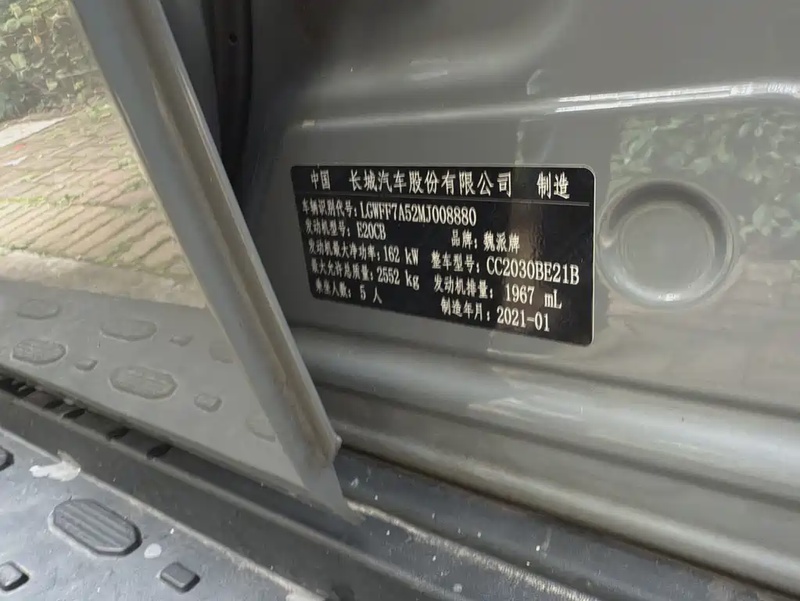 中国 长城汽车股份有限公司 制造
车辆识别代号: LGWFF7A52MJ008880
发动机型号: E20CB 品牌: 魏派牌
发动机最大净功率: 162 kW 整车型号: CC2030BE21B
最大允许总质量: 2552 kg 发动机排量: 1967 mL
乘座人数: 5 人 制造年月: 2021-01